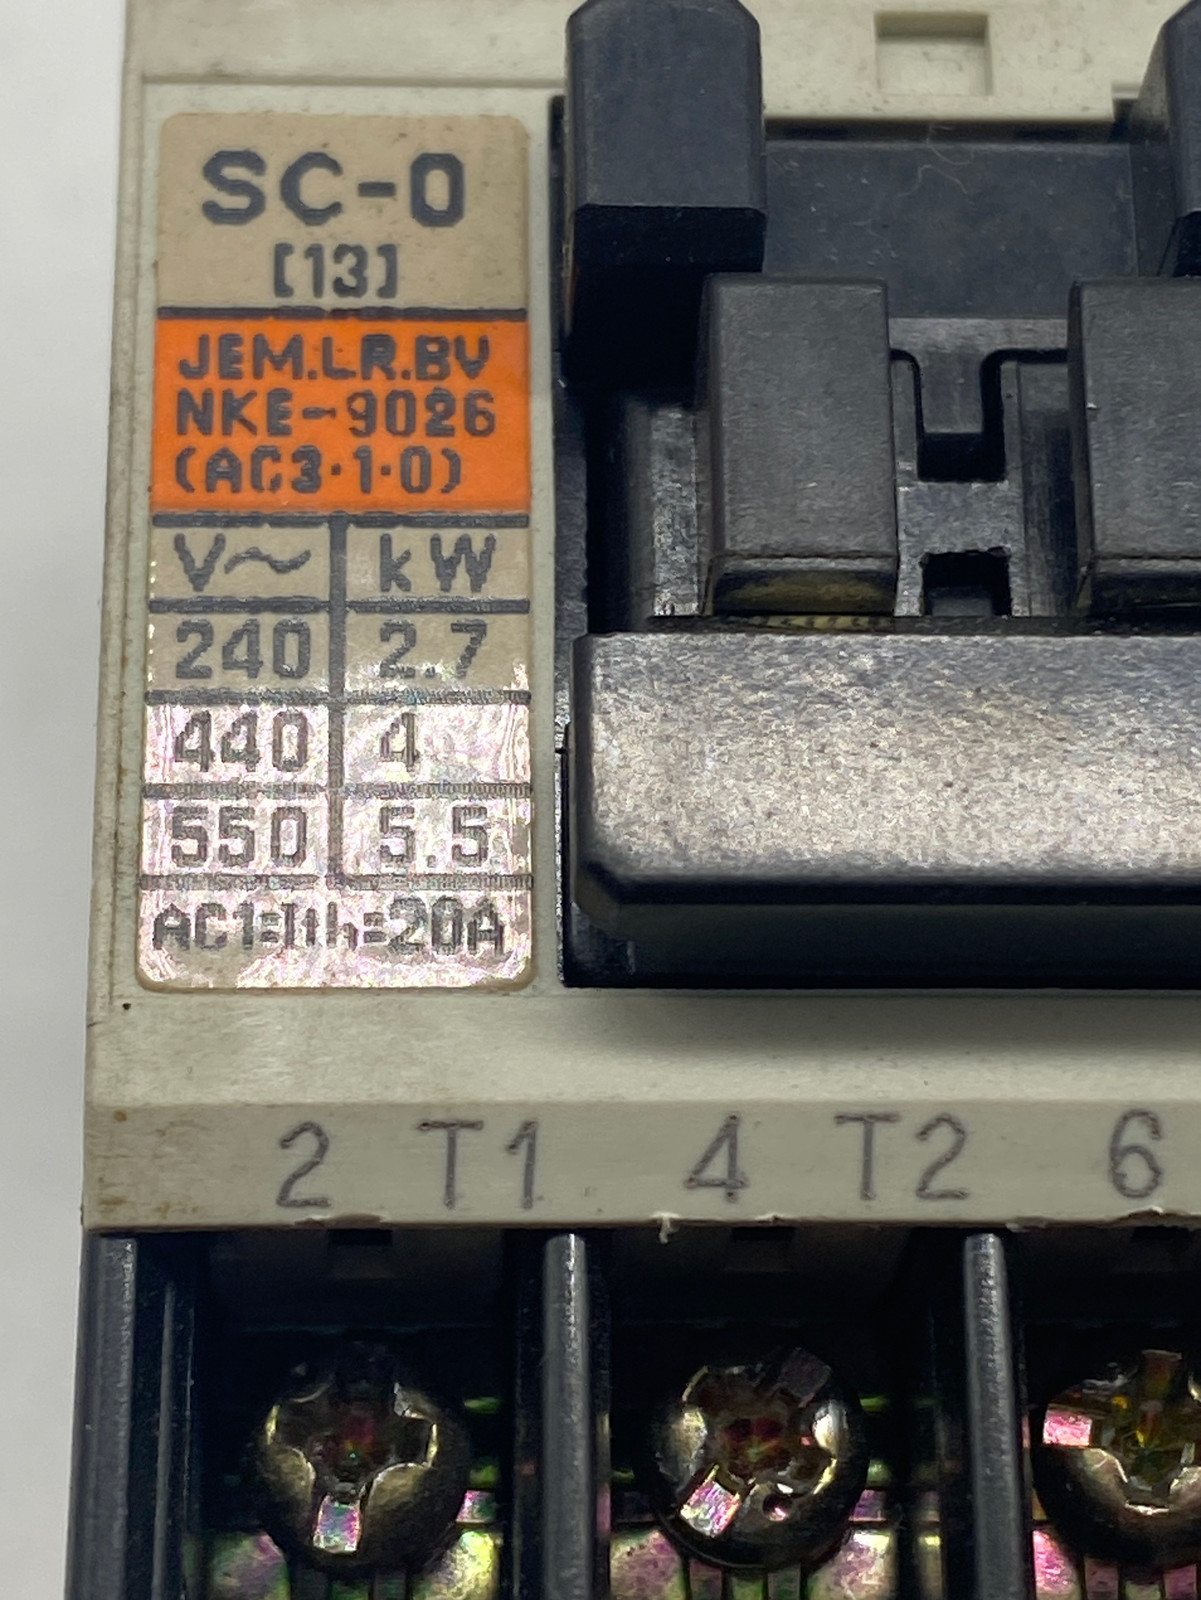 SC-0
[13]
JEM.LR.BV
NKE-9026
(AC3·1·0)
V~ kW
240 2.7
440 4
550 5.5
AC1=Ith=20A
2 T1 4 T2 6